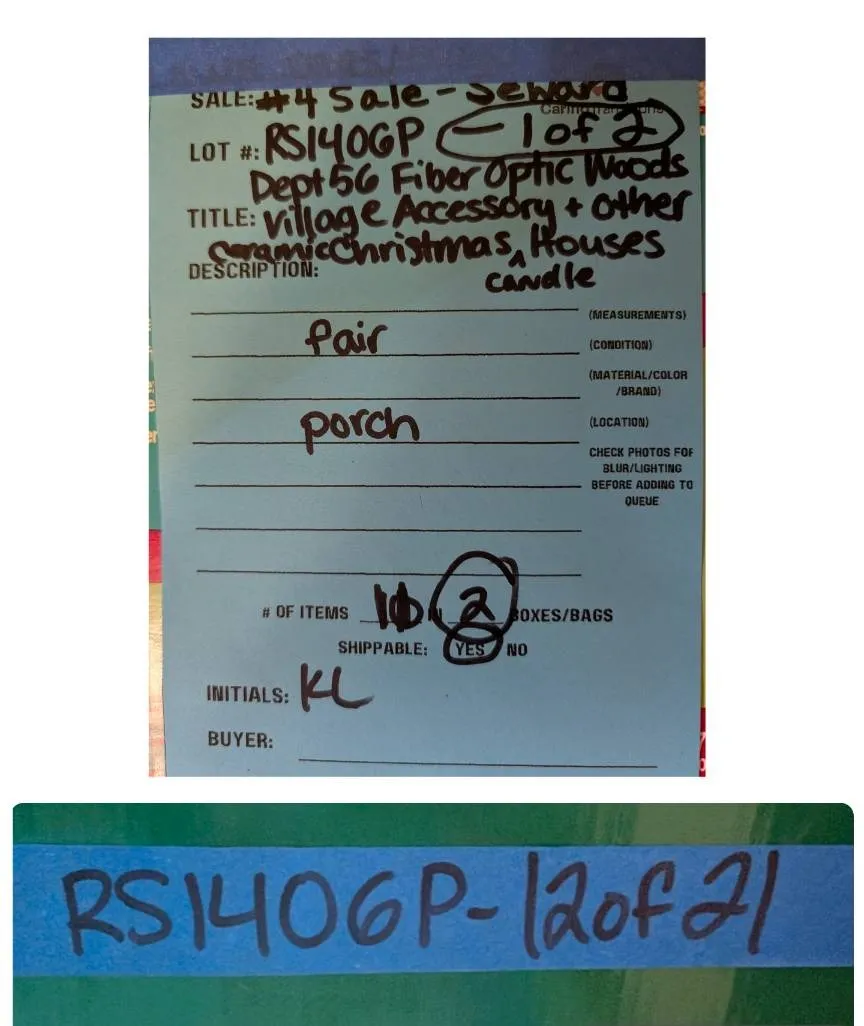 SALE: #4 Sale - Seward
LOT #: RS1406P - 1 of 2
Dept 56 Fiber Optic Woods
TITLE: Village Accessory + other
ceramic Christmas ^ Houses
candle
DESCRIPTION:
(MEASUREMENTS)
fair (CONDITION)
(MATERIAL/COLOR
/BRAND)
porch (LOCATION)
CHECK PHOTOS FOR
BLUR/LIGHTING
BEFORE ADDING TO
QUEUE
# OF ITEMS IN 2 BOXES/BAGS
SHIPPABLE: YES NO
INITIALS: KL
BUYER:
RS1406P-|2of2|